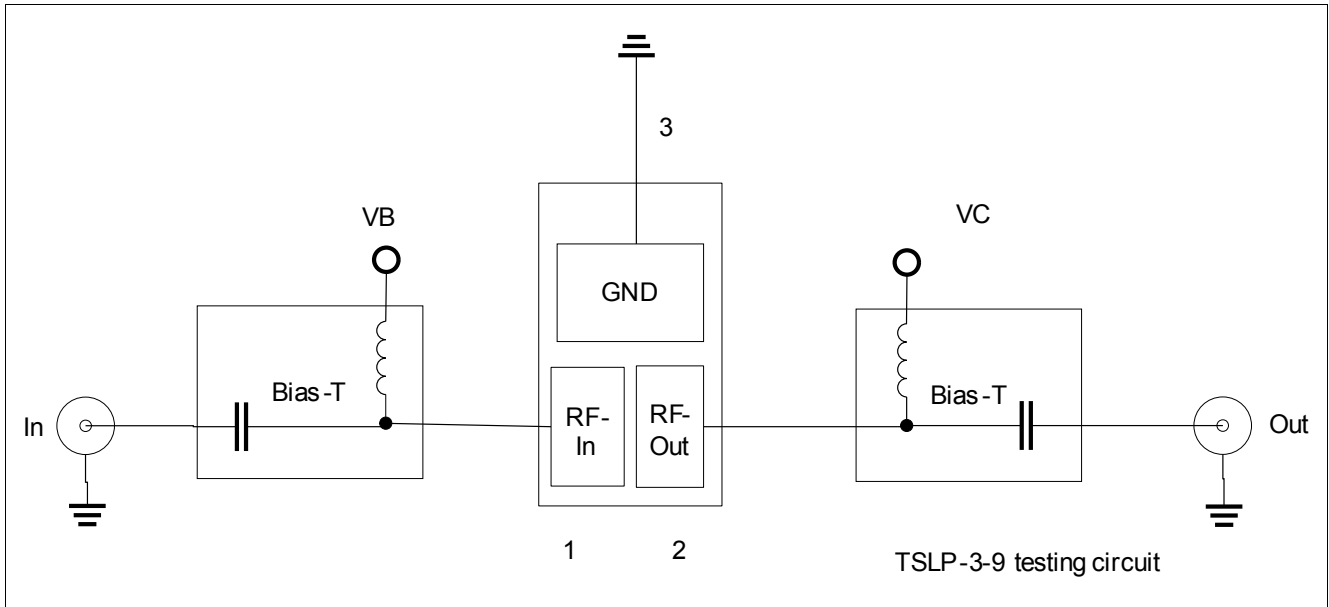 3
VB
VC
GND
Bias-T
Bias-T
In
RF-
In
RF-
Out
Out
1
2
TSLP-3-9 testing circuit